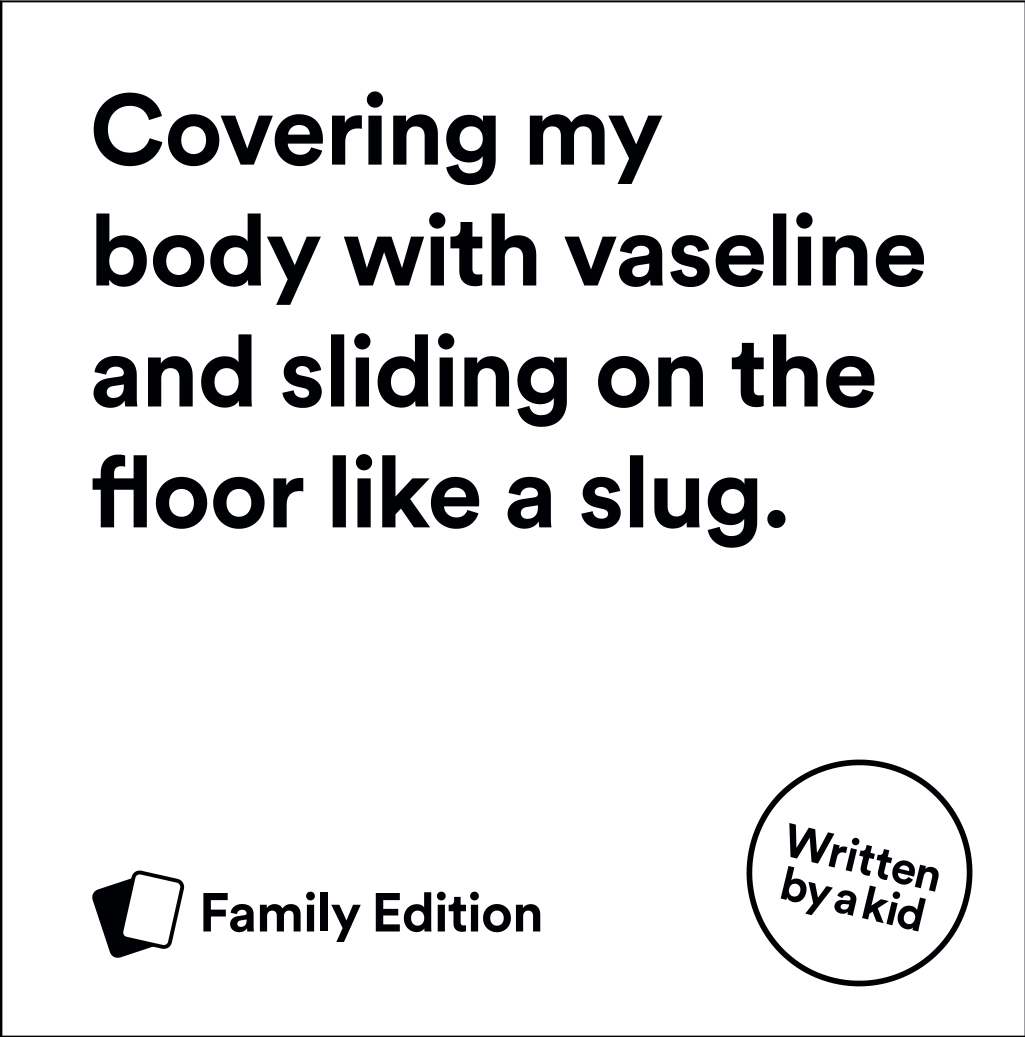 Covering my
body with vaseline
and sliding on the
floor like a slug.
Family Edition
Written
by a kid